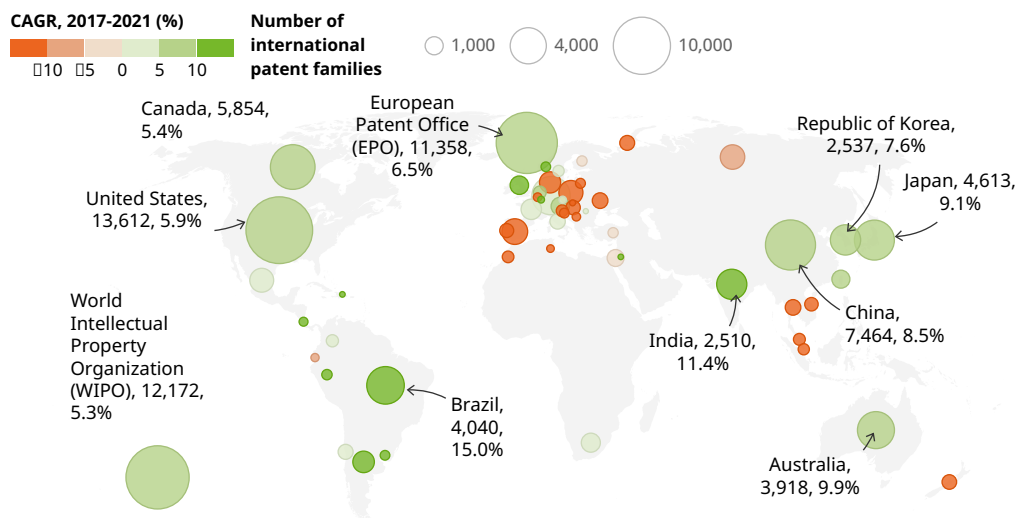 CAGR, 2017-2021 (%)
▯10 ▯5 0 5 10
Number of
international
patent families
1,000
4,000
10,000
Canada, 5,854,
5.4%
European
Patent Office
(EPO), 11,358,
6.5%
Republic of Korea,
2,537, 7.6%
Japan, 4,613,
9.1%
United States,
13,612, 5.9%
World
Intellectual
Property
Organization
(WIPO), 12,172,
5.3%
China,
7,464, 8.5%
India, 2,510,
11.4%
Brazil,
4,040,
15.0%
Australia,
3,918, 9.9%